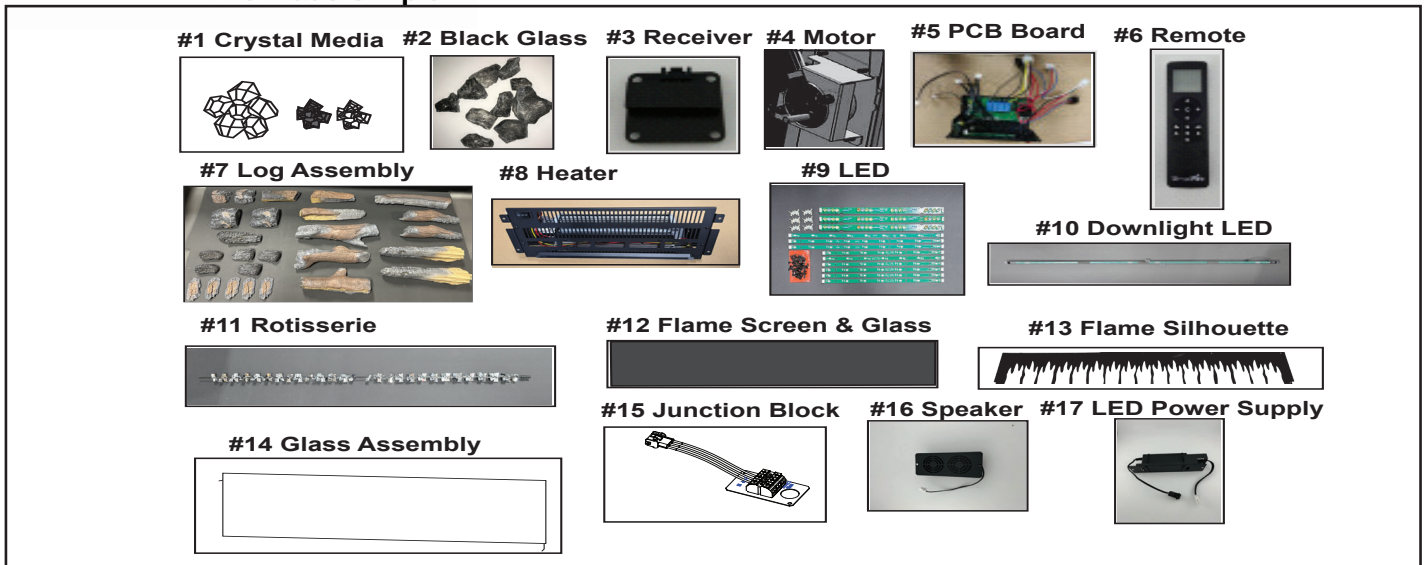 #1 Crystal Media
#2 Black Glass
#3 Receiver
#4 Motor
#5 PCB Board
#6 Remote
#7 Log Assembly
#8 Heater
#9 LED
#10 Downlight LED
#11 Rotisserie
#12 Flame Screen & Glass
#13 Flame Silhouette
#14 Glass Assembly
#15 Junction Block
#16 Speaker
#17 LED Power Supply